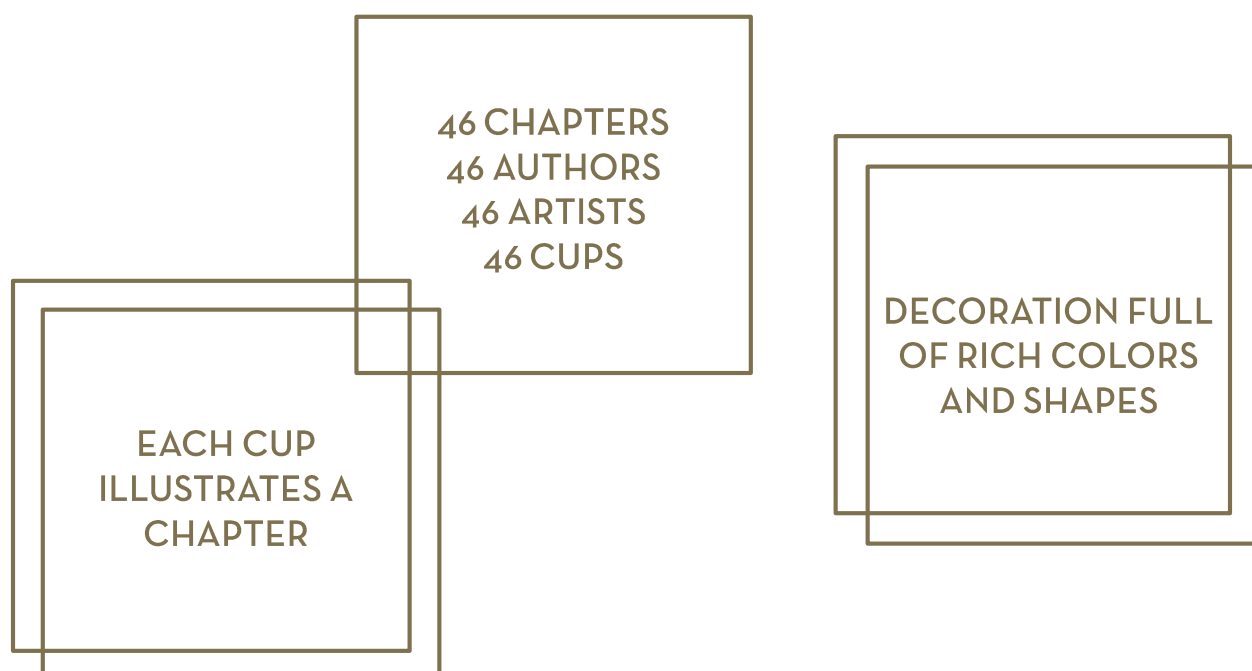 46 CHAPTERS
46 AUTHORS
46 ARTISTS
46 CUPS
EACH CUP
ILLUSTRATES A
CHAPTER
DECORATION FULL
OF RICH COLORS
AND SHAPES